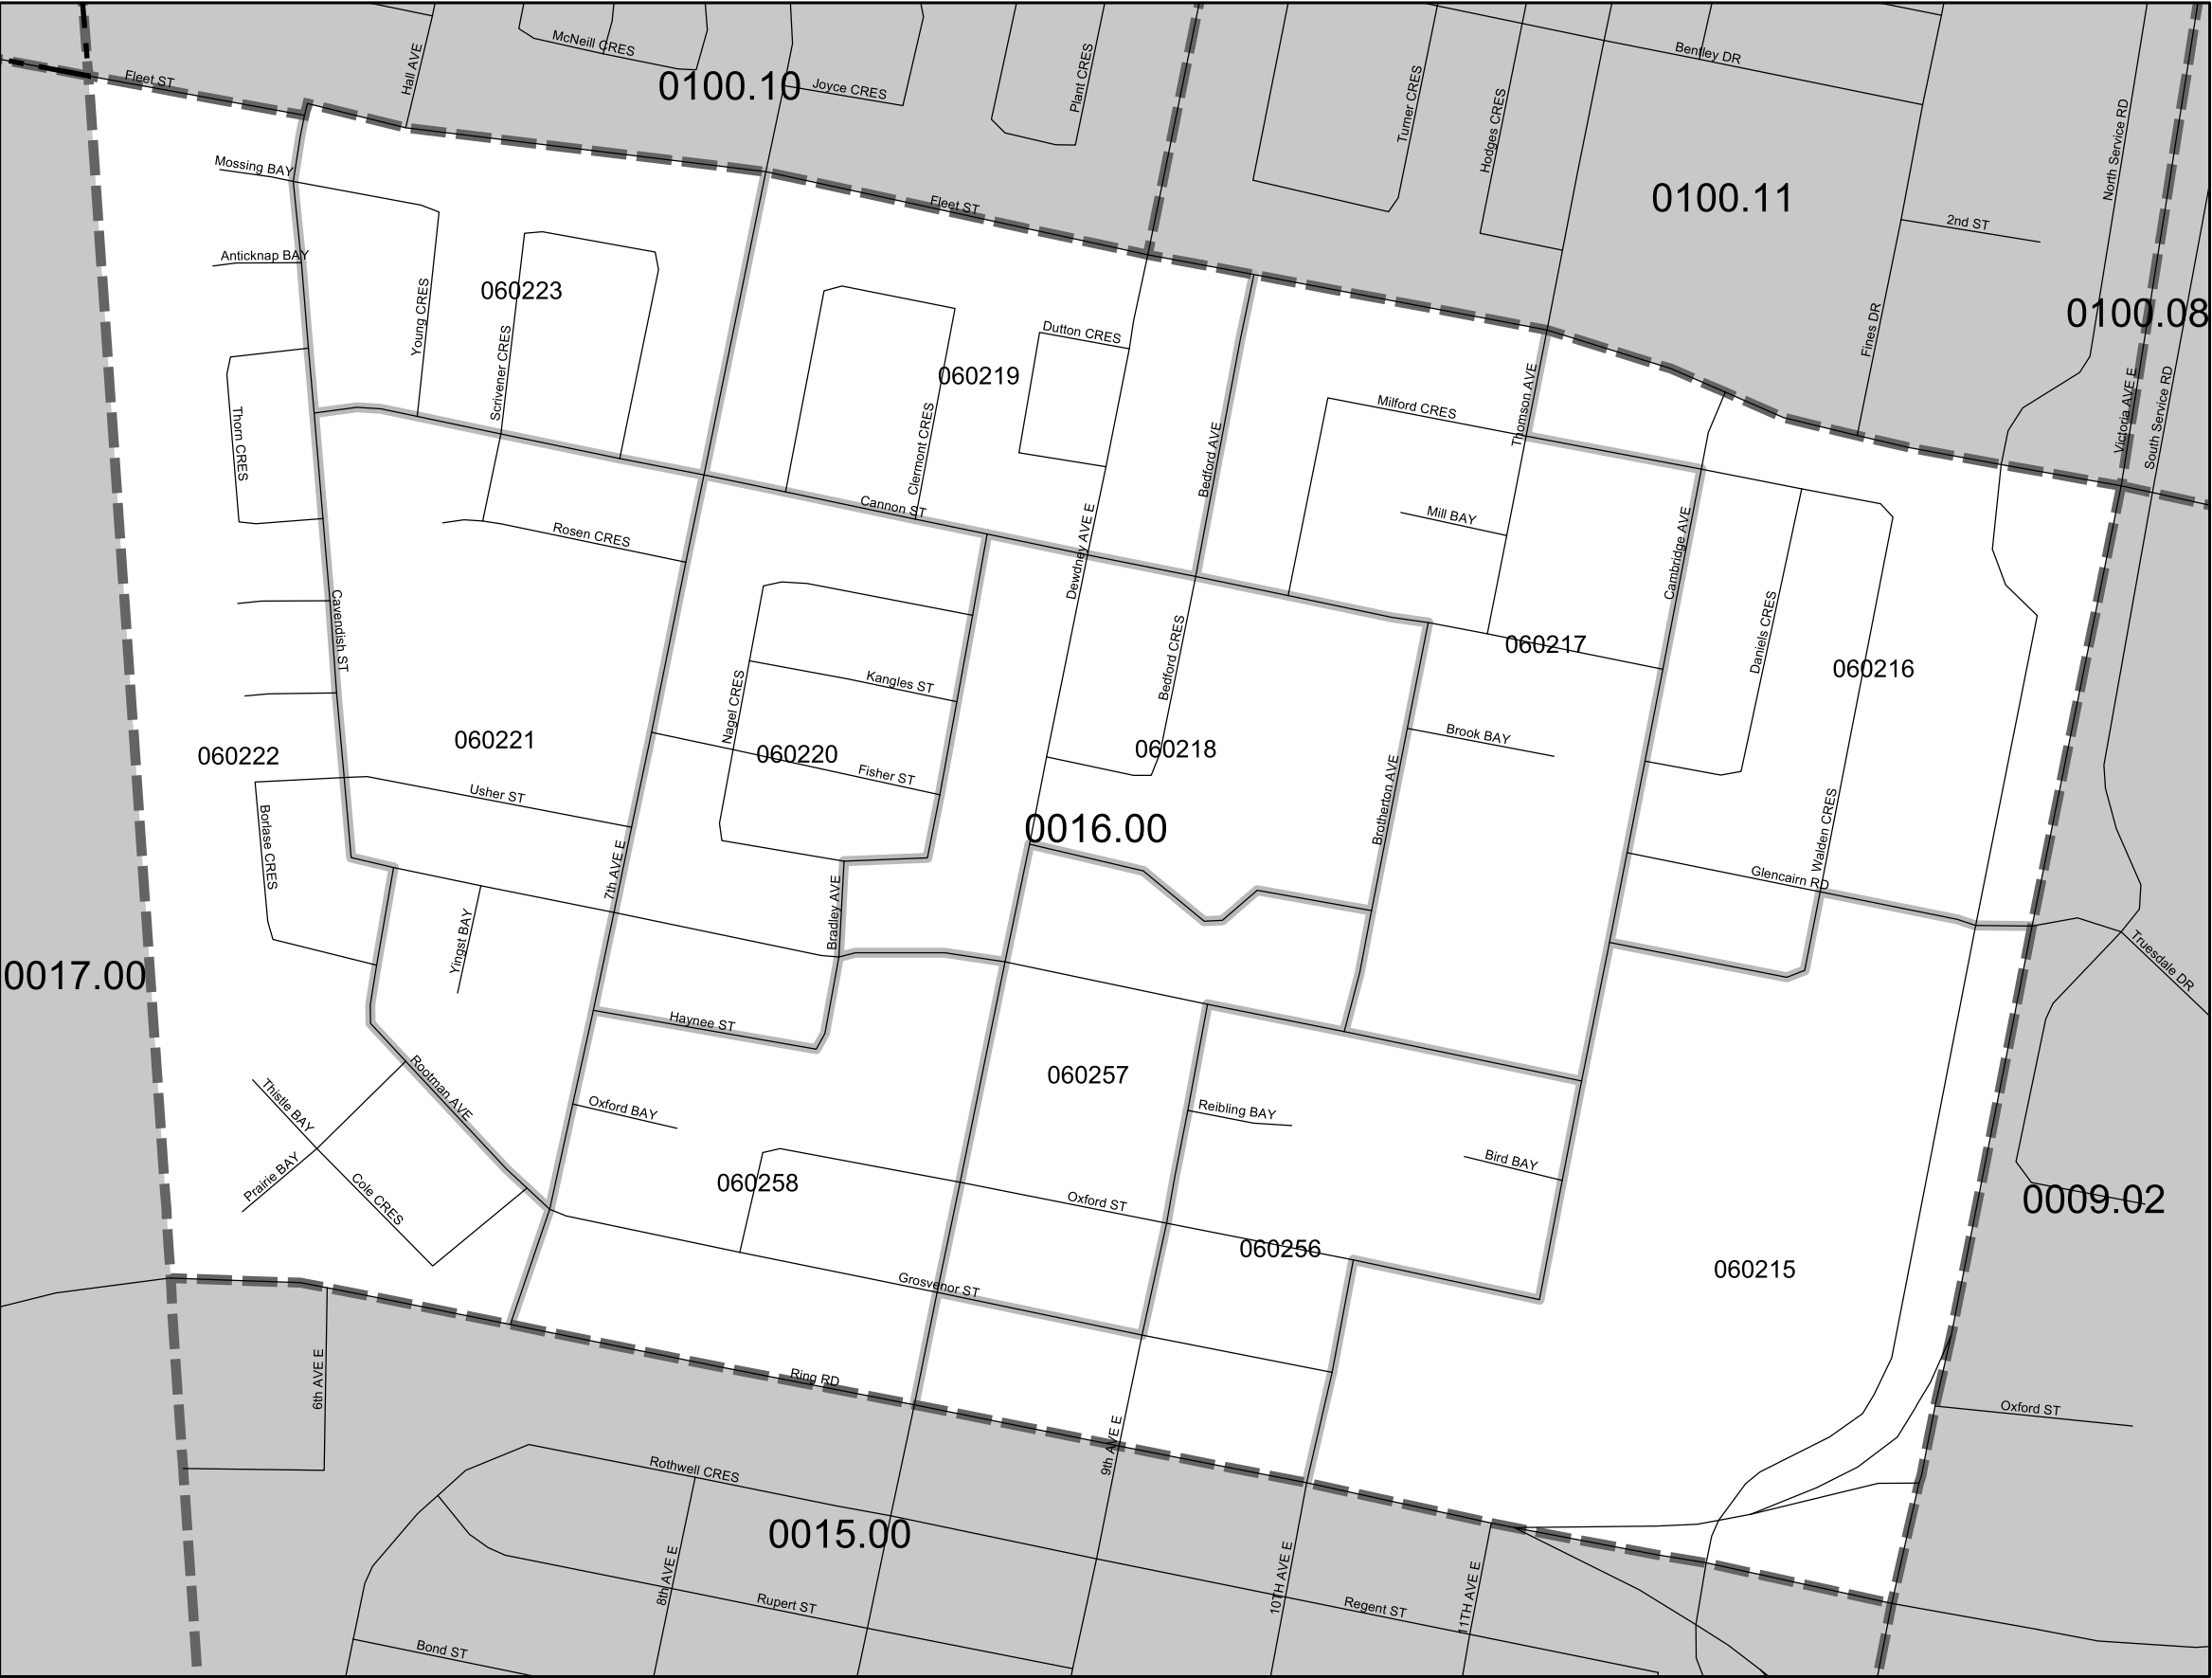 McNeill CRES
Hall AVE
Fleet ST
0100.10
Joyce CRES
Plant CRES
Turner CRES
Hodges CRES
Bentley DR
North Service RD
0100.11
2nd ST
Mossing BAY
Fleet ST
Anticknap BAY
060223
Young CRES
Scrivener CRES
Dutton CRES
060219
Clermont CRES
Bedford AVE
Milford CRES
Thomson AVE
Fines DR
0100.08
Victoria AVE E
South Service RD
Thorn CRES
Rosen CRES
Cannon ST
Dewdney AVE E
Mill BAY
Cambridge AVE
Cavendish ST
Kangles ST
Nagel CRES
Bedford CRES
060217
Daniels CRES
060216
060222
060221
060220
Fisher ST
060218
Brook BAY
Brotherton AVE
Usher ST
Borlase CRES
7th AVE E
0016.00
Walden CRES
Glencairn RD
Bradley AVE
Yingst BAY
0017.00
Truesdale DR
Haynee ST
Rootman AVE
060257
Thistle BAY
Oxford BAY
Reibling BAY
Prairie BAY
Cole CRES
060258
Oxford ST
Bird BAY
060256
060215
0009.02
Grosvenor ST
6th AVE E
Ring RD
Oxford ST
9th AVE E
Rothwell CRES
0015.00
8th AVE E
Rupert ST
10TH AVE E
Regent ST
11TH AVE E
Bond ST